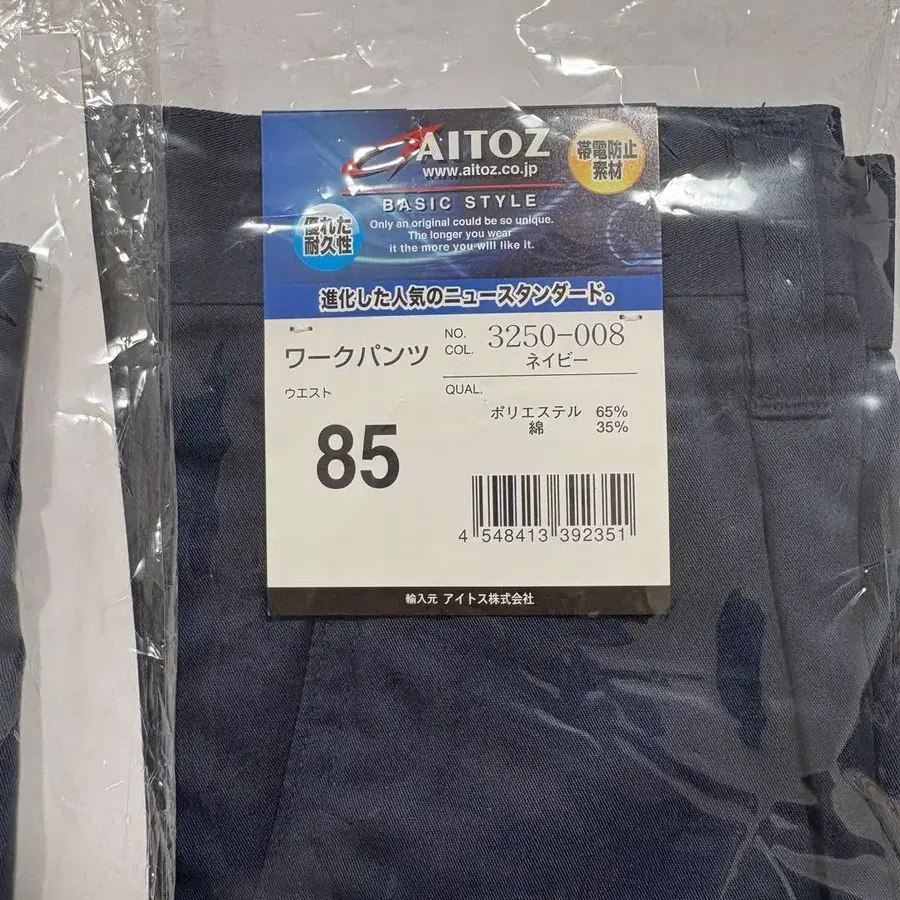 AITOZ
www.aitoz.co.jp
帯電防止
素材
BASIC STYLE
優れた
耐久性
Only an original could be so unique.
The longer you wear
it the more you will like it.
進化した人気のニュースタンダード。
ワークパンツ
NO. 3250-008
COL. ネイビー
ウエスト
85
QUAL.
ポリエステル 65%
綿 35%
4 548413 392351
輸入元 アイトス株式会社